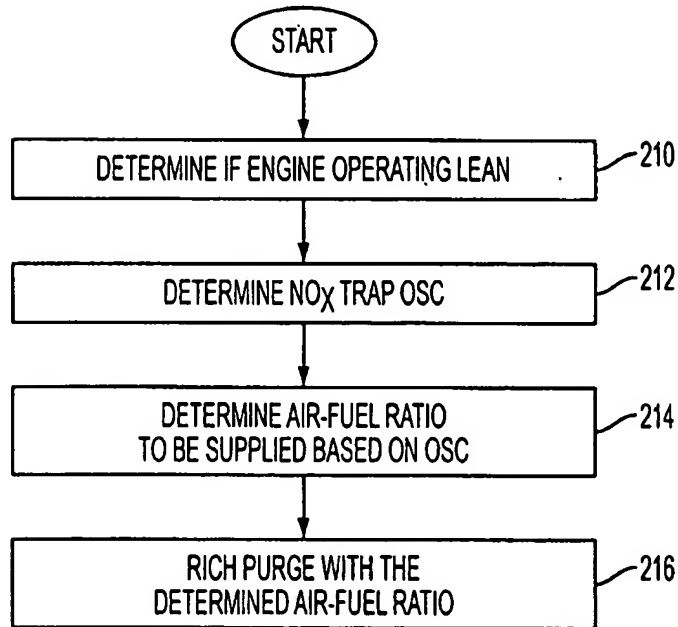 START
DETERMINE IF ENGINE OPERATING LEAN
210
DETERMINE NOX TRAP OSC
212
DETERMINE AIR-FUEL RATIO
TO BE SUPPLIED BASED ON OSC
214
RICH PURGE WITH THE
DETERMINED AIR-FUEL RATIO
216